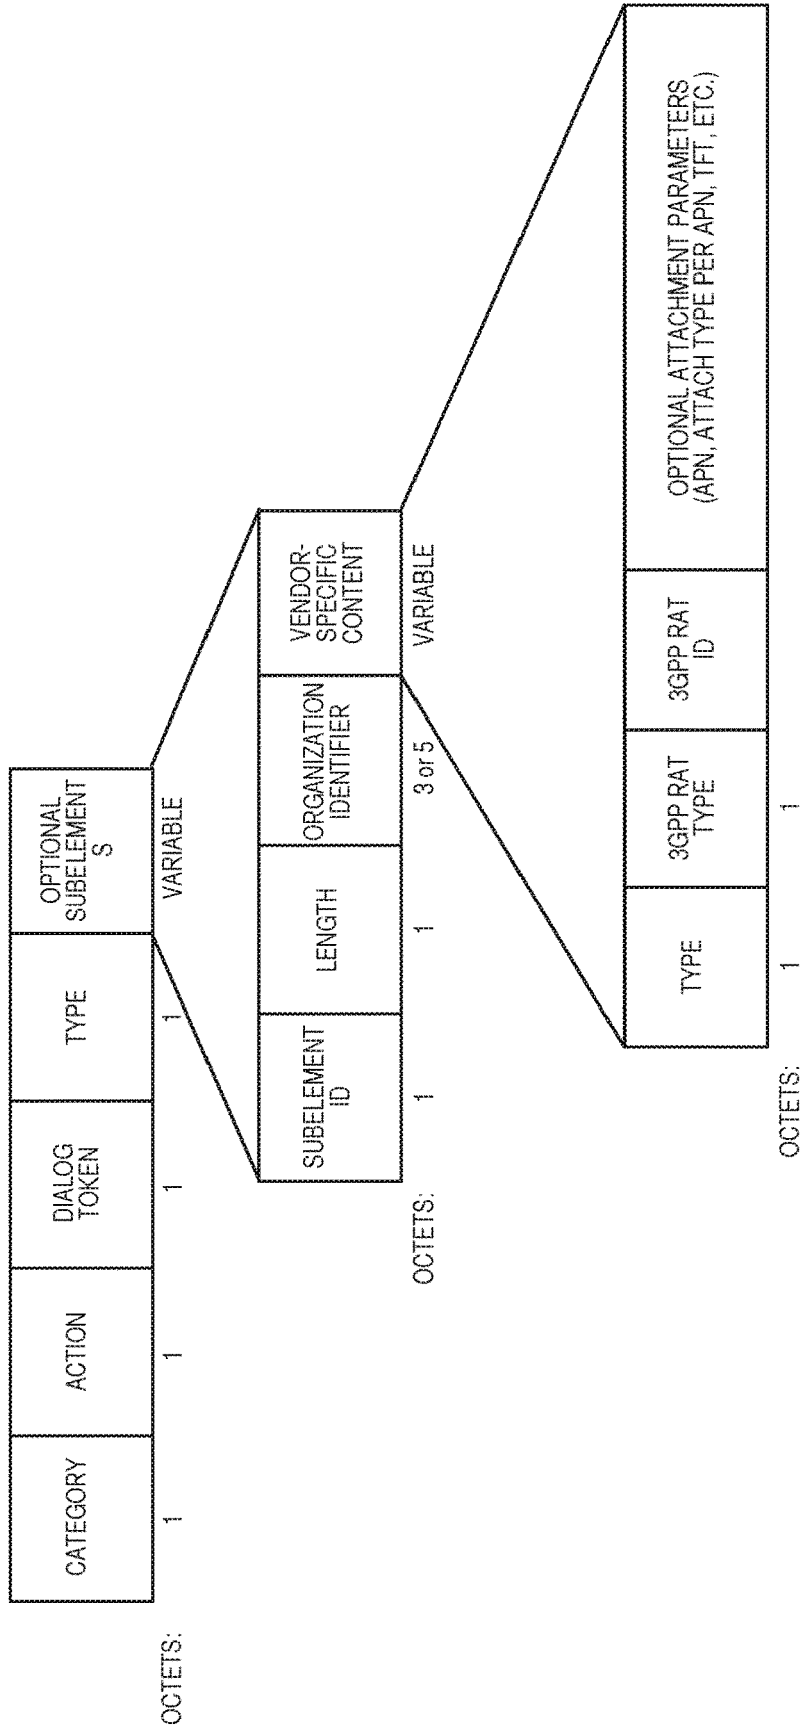 CATEGORY
ACTION
DIALOG
TOKEN
TYPE
OPTIONAL
SUBELEMENT
S
OCTETS:
1
1
1
1
VARIABLE
SUBELEMENT
ID
LENGTH
ORGANIZATION
IDENTIFIER
VENDOR-
SPECIFIC
CONTENT
OCTETS:
1
1
3 or 5
VARIABLE
TYPE
3GPP RAT
TYPE
3GPP RAT
ID
OPTIONAL ATTACHMENT PARAMETERS
(APN, ATTACH TYPE PER APN, TFT, ETC.)
OCTETS:
1
1